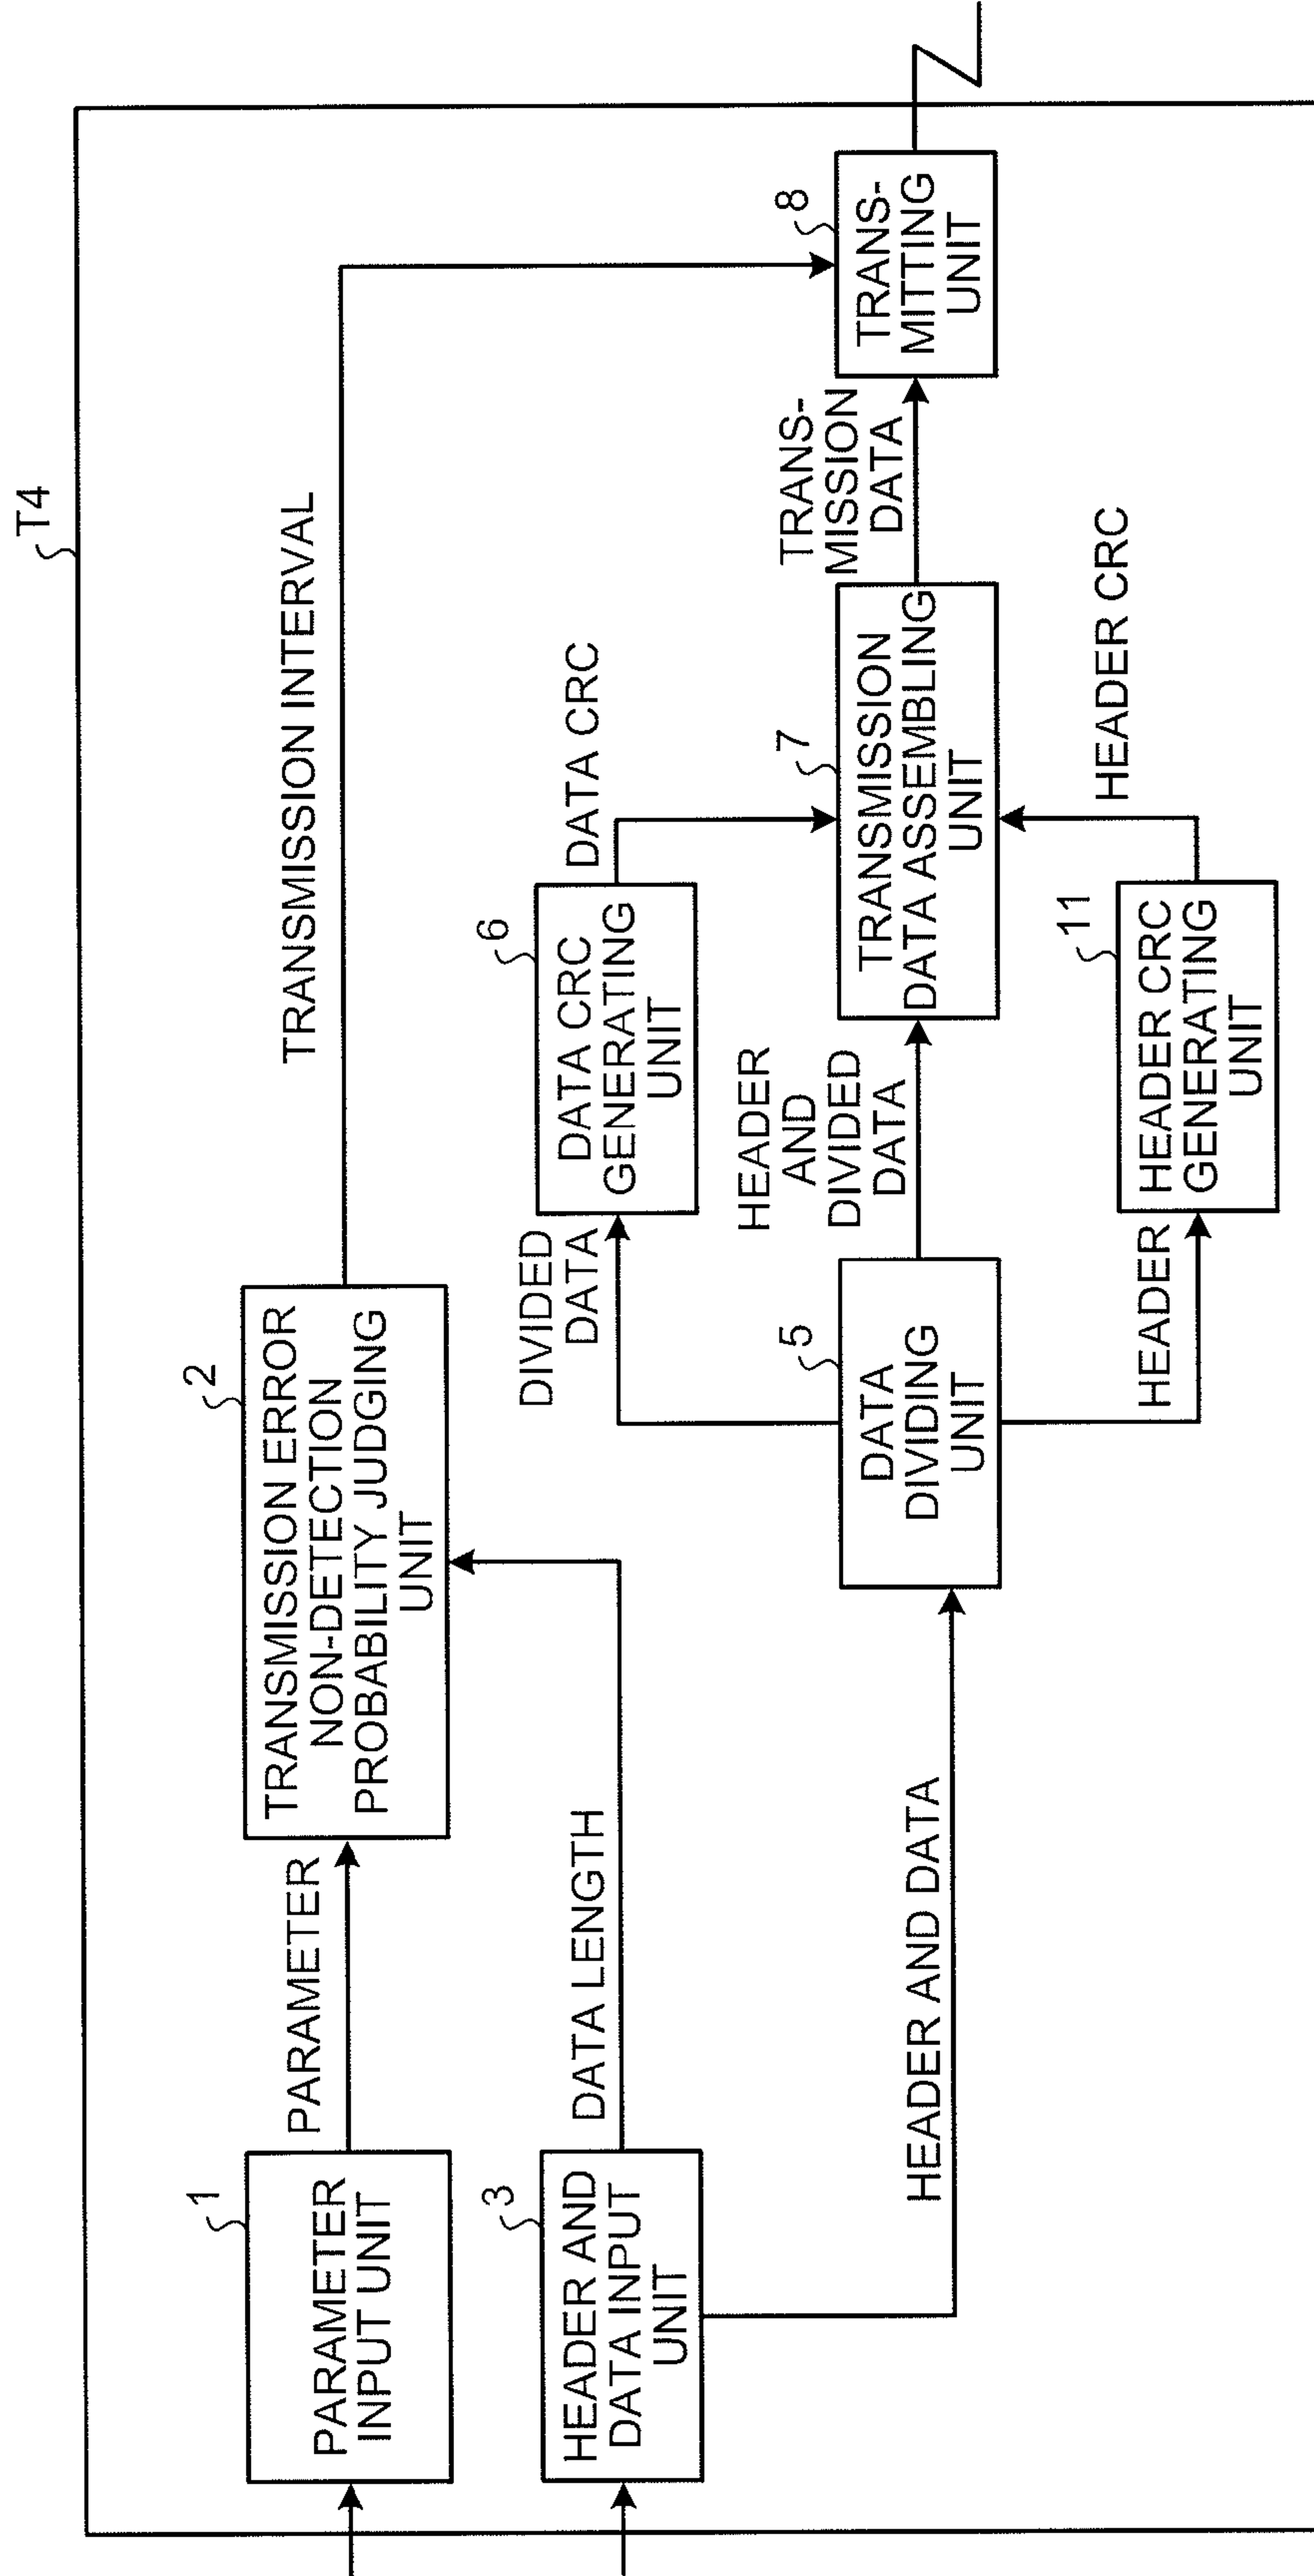 T4
1
PARAMETER
INPUT UNIT
PARAMETER
2
TRANSMISSION ERROR
NON-DETECTION
PROBABILITY JUDGING
UNIT
TRANSMISSION INTERVAL
3
HEADER AND
DATA INPUT
UNIT
DATA LENGTH
HEADER AND DATA
5
DATA
DIVIDING
UNIT
DIVIDED
DATA
6
DATA CRC
GENERATING
UNIT
DATA CRC
HEADER
AND
DIVIDED
DATA
7
TRANSMISSION
DATA ASSEMBLING
UNIT
TRANS-
MISSION
DATA
8
TRANS-
MITTING
UNIT
HEADER
11
HEADER CRC
GENERATING
UNIT
HEADER CRC